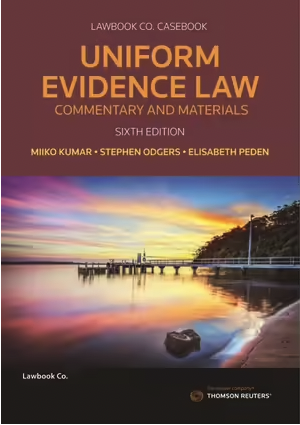 LAWBOOK CO. CASEBOOK
UNIFORM
EVIDENCE LAW
COMMENTARY AND MATERIALS
SIXTH EDITION
MIIKO KUMAR • STEPHEN ODGERS • ELISABETH PEDEN
Lawbook Co.
THOMSON REUTERS®